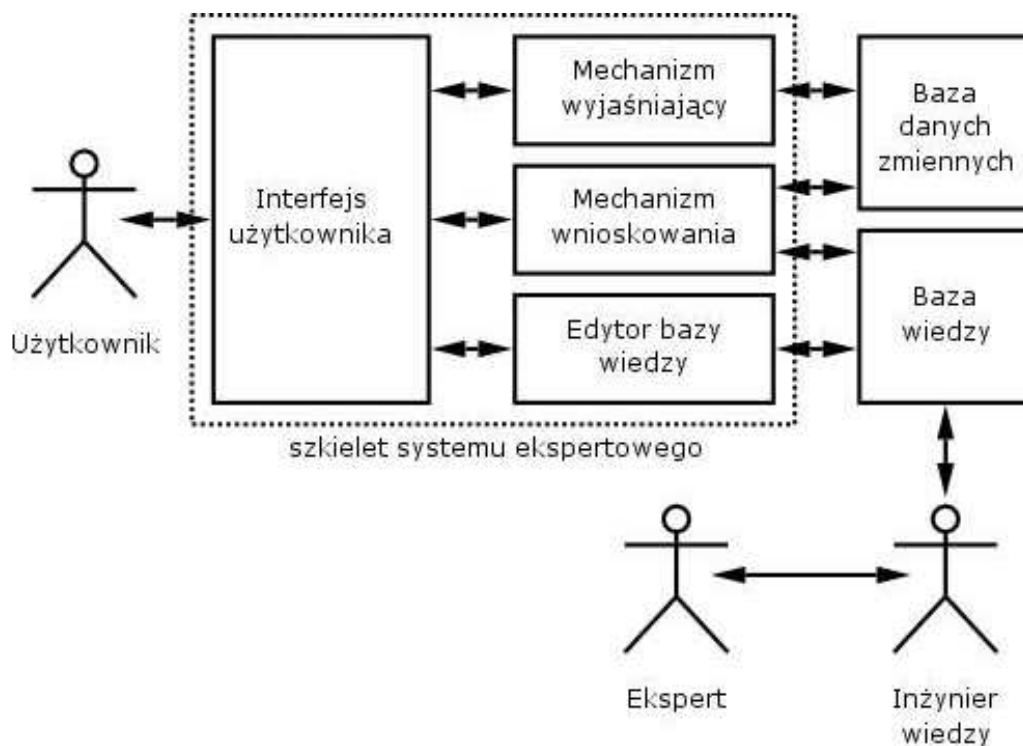 Mechanizm
wyjaśniający
Baza
danych
zmiennych
Interfejs
użytkownika
Mechanizm
wnioskowania
Edytor bazy
wiedzy
Baza
wiedzy
Użytkownik
szkielet systemu ekspertowego
Ekspert
Inżynier
wiedzy